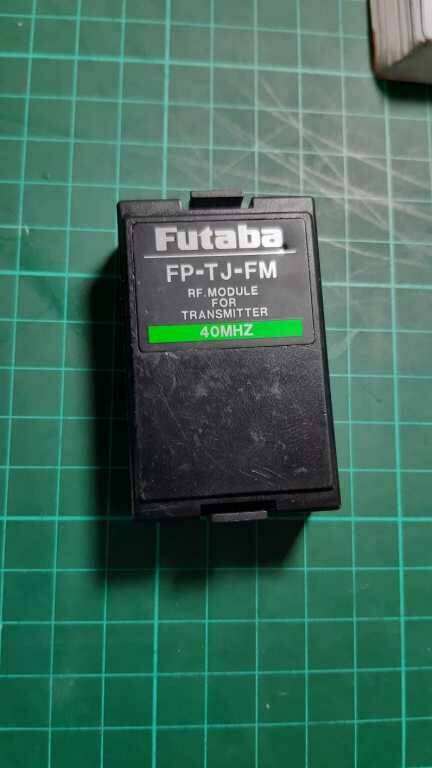 Futaba
FP-TJ-FM
RF.MODULE
FOR
TRANSMITTER
40MHZ